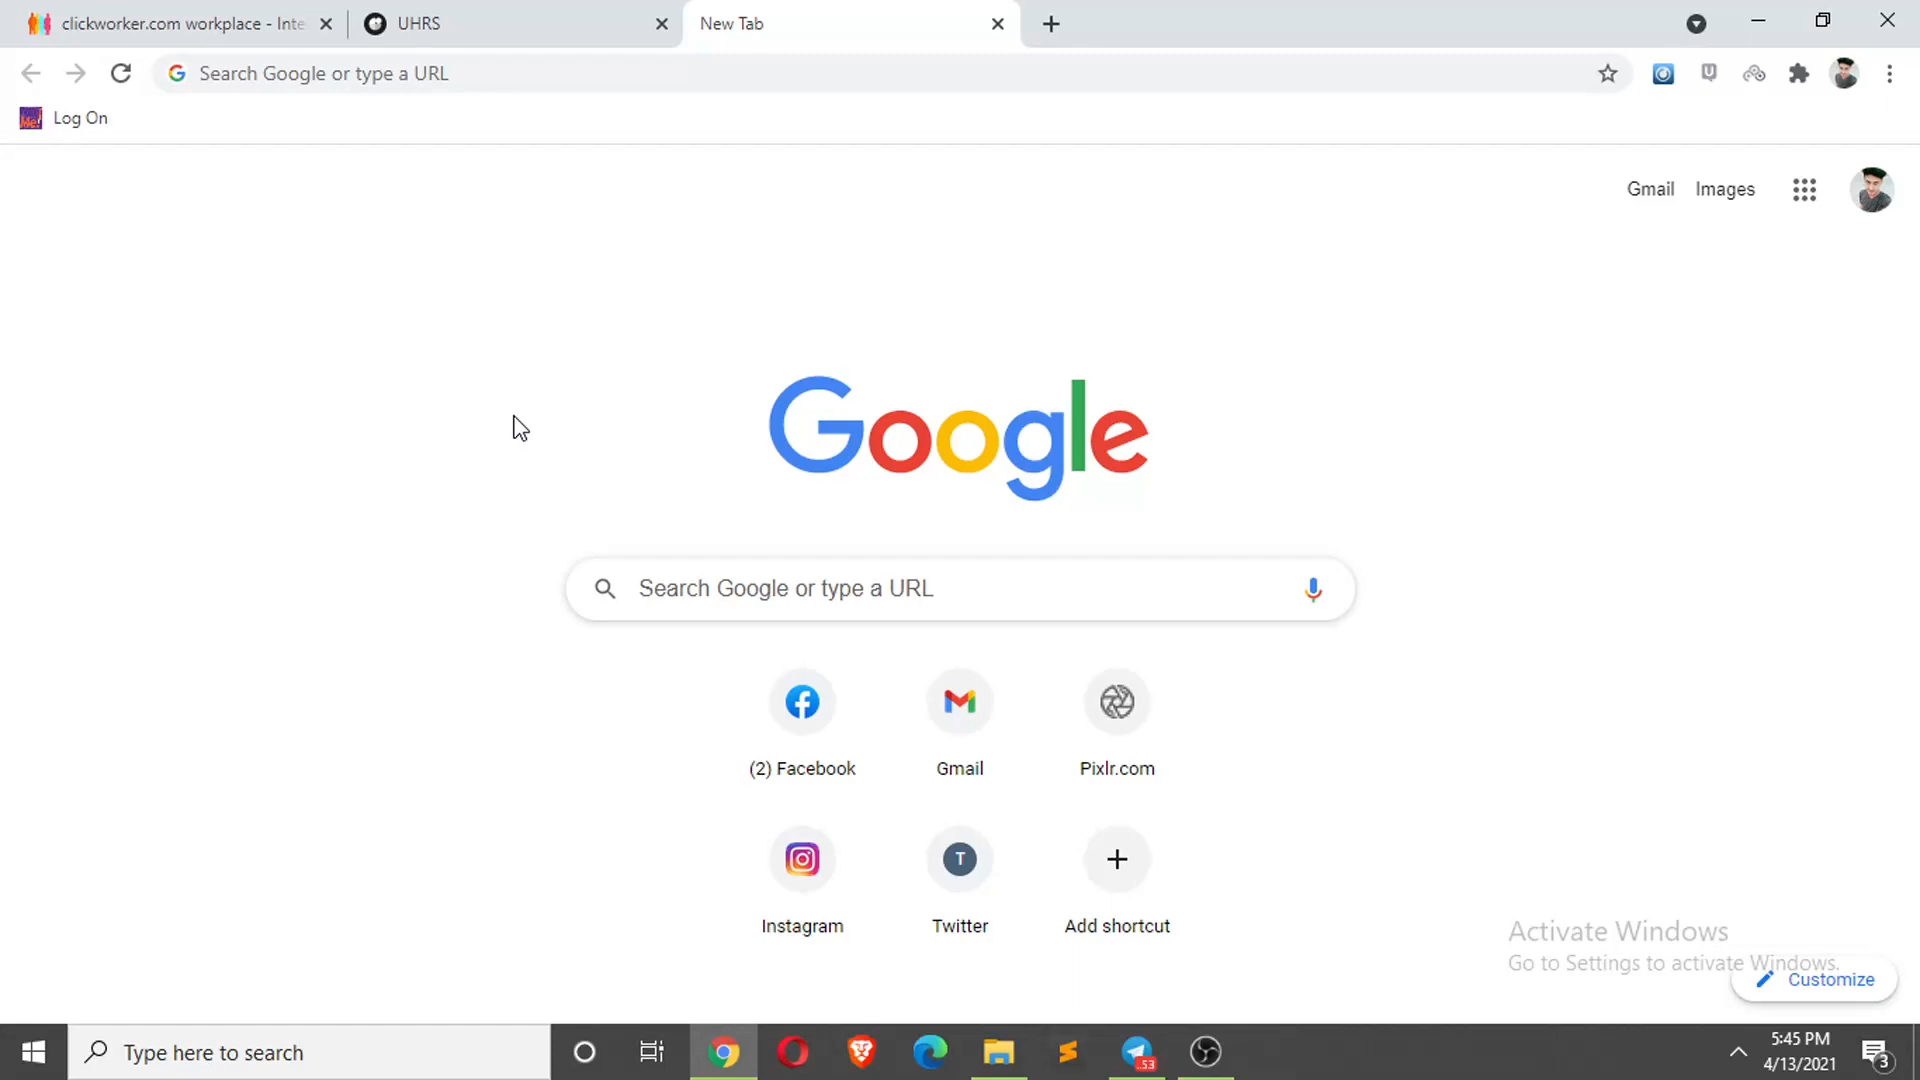 clickworker.com workplace - Inte
UHRS
New Tab
Search Google or type a URL
Me!
Log On
Gmail
Images
Google
Search Google or type a URL
(2) Facebook
Gmail
Pixlr.com
T
Instagram
Twitter
Add shortcut
Activate Windows
Go to Settings to activate Windows.
Customize
Type here to search
53
5:45 PM
4/13/2021
3